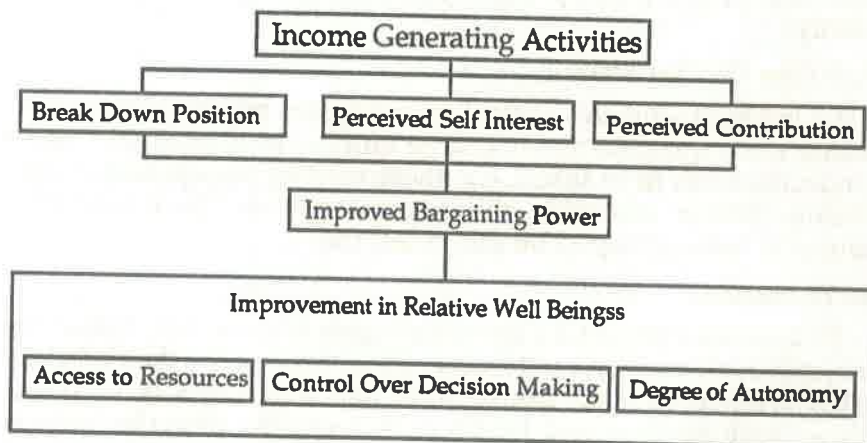 Income Generating Activities
Break Down Position
Perceived Self Interest
Perceived Contribution
Improved Bargaining Power
Improvement in Relative Well Beingss
Access to Resources
Control Over Decision Making
Degree of Autonomy